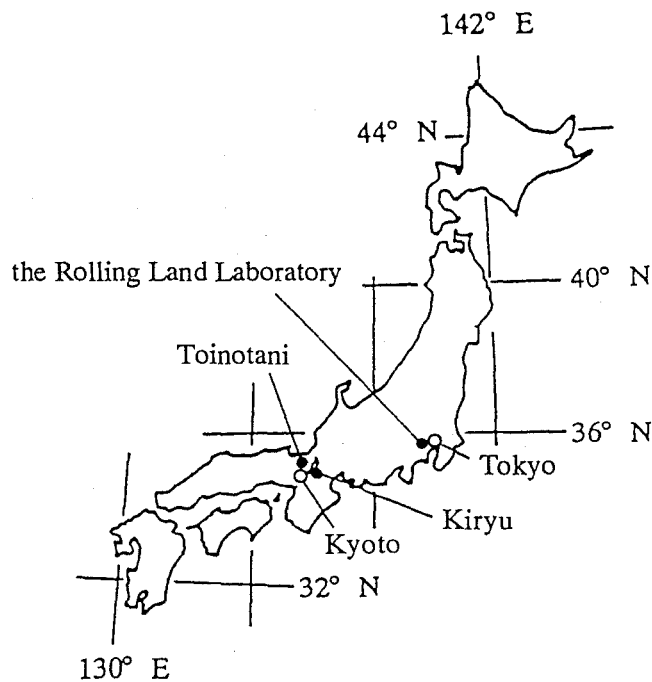 142° E
44° N
the Rolling Land Laboratory
40° N
Toinotani
36° N
Tokyo
Kiryu
Kyoto
32° N
130° E